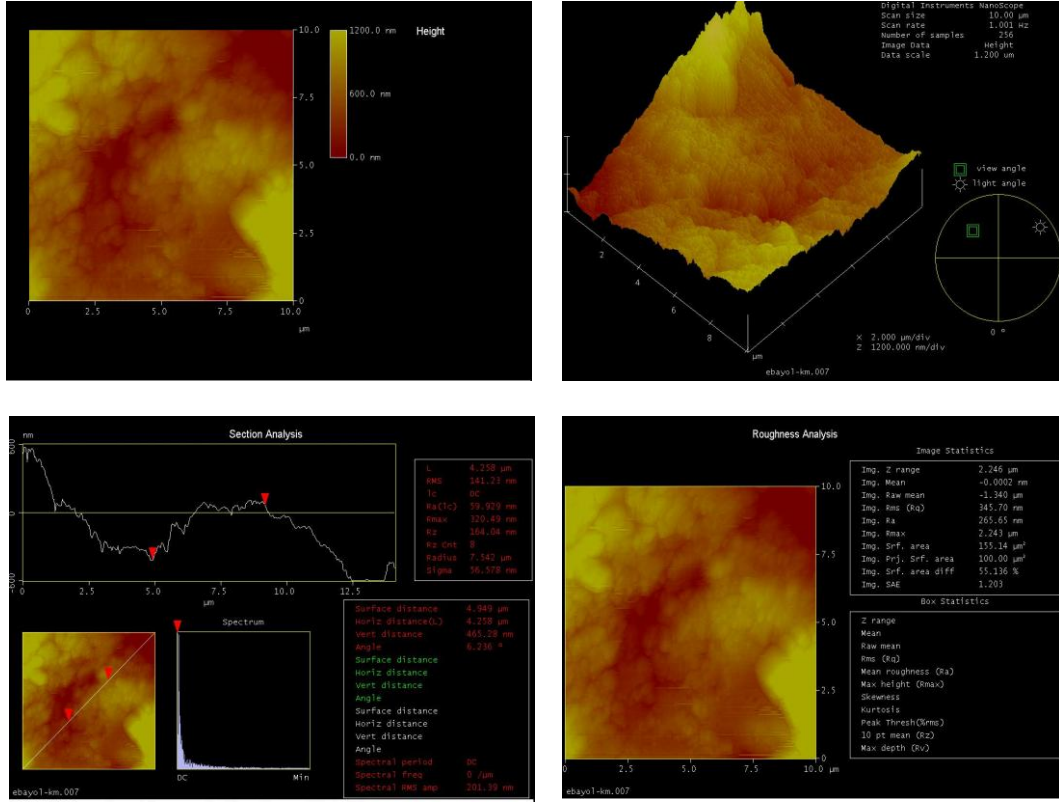 1200.0 nm
Height
600.0 nm
0.0 nm
10.0
7.5
5.0
2.5
0
0
2.5
5.0
7.5
10.0
µm
Digital Instruments NanoScope
Scan size 10.00 µm
Scan rate 1.001 Hz
Number of samples 256
Image Data Height
Data scale 1.200 um
view angle
light angle
2
4
6
8
µm
X 2.000 µm/div
Z 1200.000 nm/div
0 °
ebayol-km.007
Section Analysis
nm
600
0
-600
0
2.5
5.0
7.5
10.0
12.5
µm
L 4.258 µm
RMS 141.23 nm
lc DC
Ra(lc) 59.929 nm
Rmax 320.49 nm
Rz 164.04 nm
Rz Cnt 8
Radius 7.542 µm
Sigma 56.578 nm
Spectrum
DC
Min
Surface distance 4.949 µm
Horiz distance(L) 4.258 µm
Vert distance 465.28 nm
Angle 6.236 °
Surface distance
Horiz distance
Vert distance
Angle
Surface distance
Horiz distance
Vert distance
Angle
Spectral period DC
Spectral freq 0 /µm
Spectral RMS amp 201.39 nm
ebayol-km.007
Roughness Analysis
10.0
7.5
5.0
2.5
0
0
2.5
5.0
7.5
10.0 µm
Image Statistics
Img. Z range 2.246 µm
Img. Mean -0.0002 nm
Img. Raw mean -1.340 µm
Img. Rms (Rq) 345.70 nm
Img. Ra 265.65 nm
Img. Rmax 2.243 µm
Img. Srf. area 155.14 µm²
Img. Prj. Srf. area 100.00 µm²
Img. Srf. area diff 55.136 %
Img. SAE 1.203
Box Statistics
Z range
Mean
Raw mean
Rms (Rq)
Mean roughness (Ra)
Max height (Rmax)
Skewness
Kurtosis
Peak Thresh(%rms)
10 pt mean (Rz)
Max depth (Rv)
ebayol-km.007